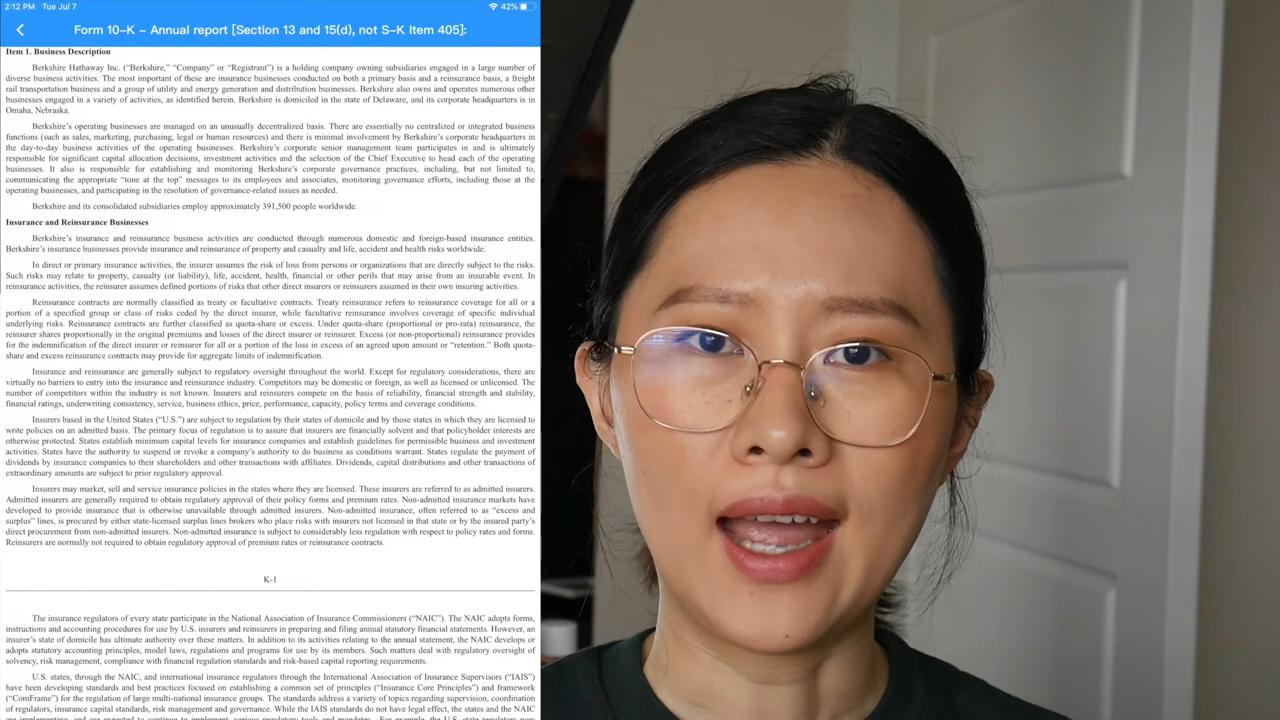 2:12 PM Tue Jul 7
42%
Form 10-K – Annual report [Section 13 and 15(d), not S-K Item 405]:
Item 1. Business Description
Berkshire Hathaway Inc. (“Berkshire,” “Company” or “Registrant”) is a holding company owning subsidiaries engaged in a large number of
diverse business activities. The most important of these are insurance businesses conducted on both a primary basis and a reinsurance basis, a freight
rail transportation business and a group of utility and energy generation and distribution businesses. Berkshire also owns and operates numerous other
businesses engaged in a variety of activities, as identified herein. Berkshire is domiciled in the state of Delaware, and its corporate headquarters is in
Omaha, Nebraska.
Berkshire’s operating businesses are managed on an unusually decentralized basis. There are essentially no centralized or integrated business
functions (such as sales, marketing, purchasing, legal or human resources) and there is minimal involvement by Berkshire’s corporate headquarters in
the day-to-day business activities of the operating businesses. Berkshire’s corporate senior management team participates in and is ultimately
responsible for significant capital allocation decisions, investment activities and the selection of the Chief Executive to head each of the operating
businesses. It also is responsible for establishing and monitoring Berkshire’s corporate governance practices, including, but not limited to,
communicating the appropriate “tone at the top” messages to its employees and associates, monitoring governance efforts, including those at the
operating businesses, and participating in the resolution of governance-related issues as needed.
Berkshire and its consolidated subsidiaries employ approximately 391,500 people worldwide.
Insurance and Reinsurance Businesses
Berkshire’s insurance and reinsurance business activities are conducted through numerous domestic and foreign-based insurance entities.
Berkshire’s insurance businesses provide insurance and reinsurance of property and casualty and life, accident and health risks worldwide.
In direct or primary insurance activities, the insurer assumes the risk of loss from persons or organizations that are directly subject to the risks.
Such risks may relate to property, casualty (or liability), life, accident, health, financial or other perils that may arise from an insurable event. In
reinsurance activities, the reinsurer assumes defined portions of risks that other direct insurers or reinsurers assumed in their own insuring activities.
Reinsurance contracts are normally classified as treaty or facultative contracts. Treaty reinsurance refers to reinsurance coverage for all or a
portion of a specified group or class of risks ceded by the direct insurer, while facultative reinsurance involves coverage of specific individual
underlying risks. Reinsurance contracts are further classified as quota-share or excess. Under quota-share (proportional or pro-rata) reinsurance, the
reinsurer shares proportionally in the original premiums and losses of the direct insurer or reinsurer. Excess (or non-proportional) reinsurance provides
for the indemnification of the direct insurer or reinsurer for all or a portion of the loss in excess of an agreed upon amount or “retention.” Both quota-
share and excess reinsurance contracts may provide for aggregate limits of indemnification.
Insurance and reinsurance are generally subject to regulatory oversight throughout the world. Except for regulatory considerations, there are
virtually no barriers to entry into the insurance and reinsurance industry. Competitors may be domestic or foreign, as well as licensed or unlicensed. The
number of competitors within the industry is not known. Insurers and reinsurers compete on the basis of reliability, financial strength and stability,
financial ratings, underwriting consistency, service, business ethics, price, performance, capacity, policy terms and coverage conditions.
Insurers based in the United States (“U.S.”) are subject to regulation by their states of domicile and by those states in which they are licensed to
write policies on an admitted basis. The primary focus of regulation is to assure that insurers are financially solvent and that policyholder interests are
otherwise protected. States establish minimum capital levels for insurance companies and establish guidelines for permissible business and investment
activities. States have the authority to suspend or revoke a company’s authority to do business as conditions warrant. States regulate the payment of
dividends by insurance companies to their shareholders and other transactions with affiliates. Dividends, capital distributions and other transactions of
extraordinary amounts are subject to prior regulatory approval.
Insurers may market, sell and service insurance policies in the states where they are licensed. These insurers are referred to as admitted insurers.
Admitted insurers are generally required to obtain regulatory approval of their policy forms and premium rates. Non-admitted insurance markets have
developed to provide insurance that is otherwise unavailable through admitted insurers. Non-admitted insurance, often referred to as “excess and
surplus” lines, is procured by either state-licensed surplus lines brokers who place risks with insurers not licensed in that state or by the insured party’s
direct procurement from non-admitted insurers. Non-admitted insurance is subject to considerably less regulation with respect to policy rates and forms.
Reinsurers are normally not required to obtain regulatory approval of premium rates or reinsurance contracts.
K-1
The insurance regulators of every state participate in the National Association of Insurance Commissioners (“NAIC”). The NAIC adopts forms,
instructions and accounting procedures for use by U.S. insurers and reinsurers in preparing and filing annual statutory financial statements. However, an
insurer’s state of domicile has ultimate authority over these matters. In addition to its activities relating to the annual statement, the NAIC develops or
adopts statutory accounting principles, model laws, regulations and programs for use by its members. Such matters deal with regulatory oversight of
solvency, risk management, compliance with financial regulation standards and risk-based capital reporting requirements.
U.S. states, through the NAIC, and international insurance regulators through the International Association of Insurance Supervisors (“IAIS”)
have been developing standards and best practices focused on establishing a common set of principles (“Insurance Core Principles”) and framework
(“ComFrame”) for the regulation of large multi-national insurance groups. The standards address a variety of topics regarding supervision, coordination
of regulators, insurance capital standards, risk management and governance. While the IAIS standards do not have legal effect, the states and the NAIC